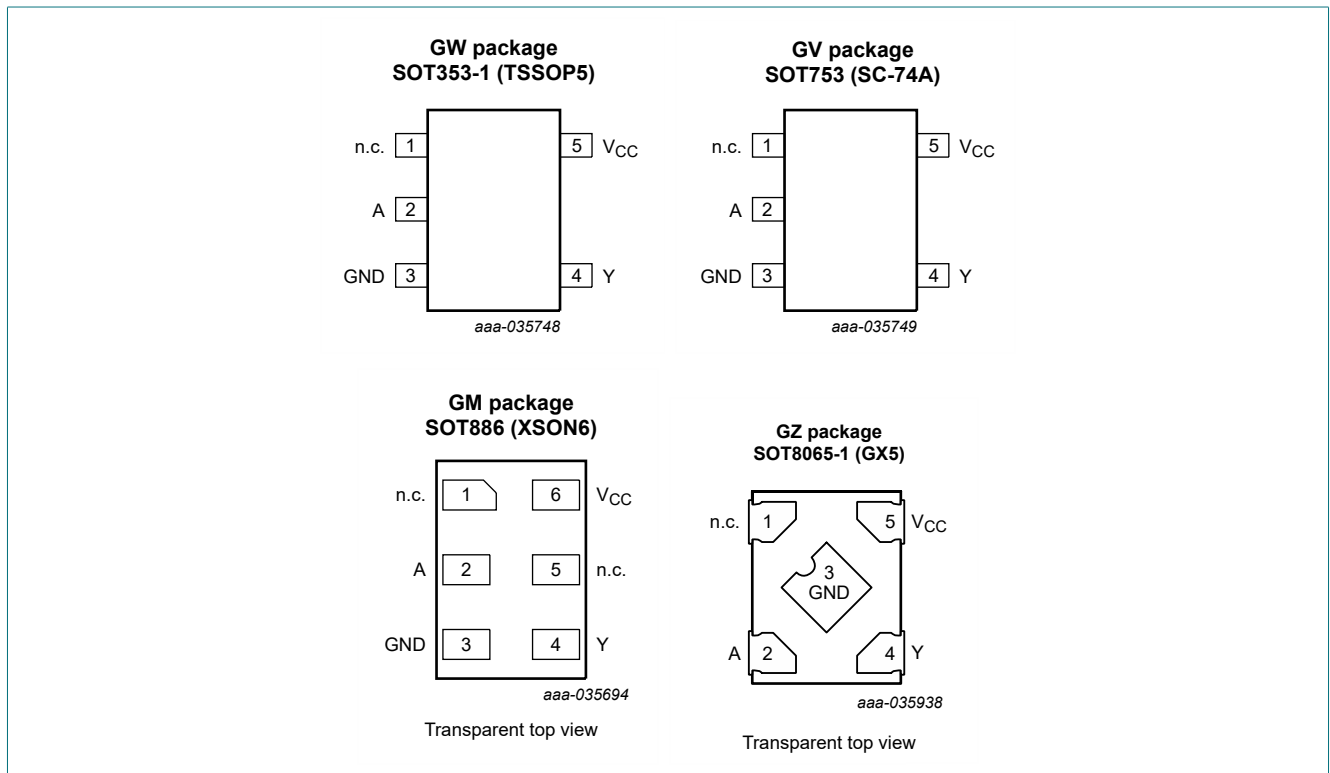 GW package
SOT353-1 (TSSOP5)
n.c. 1 5 VCC
A 2
GND 3 4 Y
aaa-035748
GV package
SOT753 (SC-74A)
n.c. 1 5 VCC
A 2
GND 3 4 Y
aaa-035749
GM package
SOT886 (XSON6)
n.c. 1 6 VCC
A 2 5 n.c.
GND 3 4 Y
aaa-035694
Transparent top view
GZ package
SOT8065-1 (GX5)
n.c. 1 5 VCC
3
GND
A 2 4 Y
aaa-035938
Transparent top view